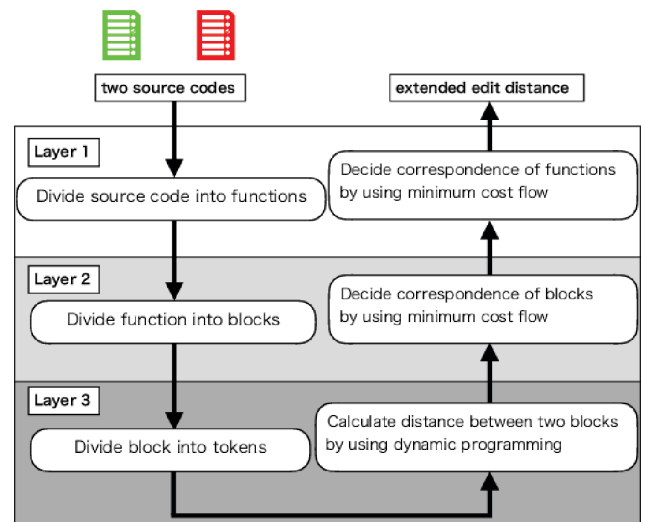 two source codes
extended edit distance
Layer 1
Divide source code into functions
Decide correspondence of functions
by using minimum cost flow
Layer 2
Divide function into blocks
Decide correspondence of blocks
by using minimum cost flow
Layer 3
Divide block into tokens
Calculate distance between two blocks
by using dynamic programming